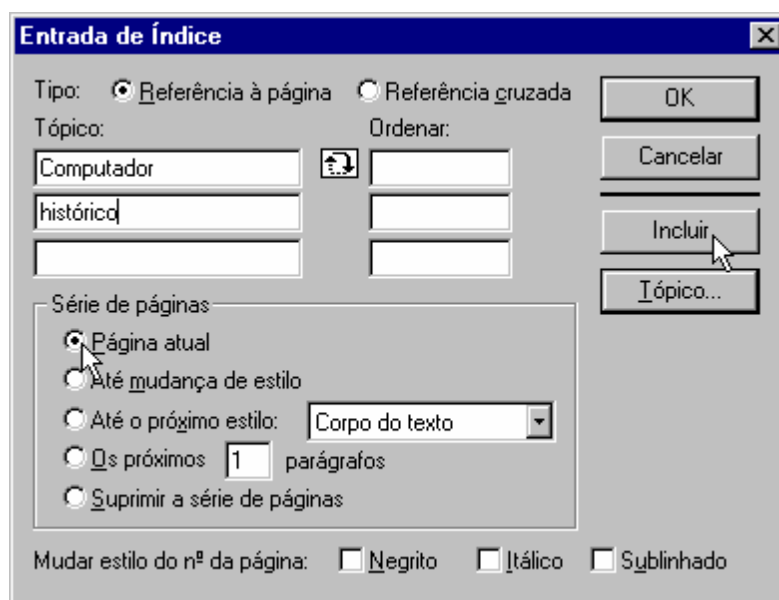 Entrada de Índice
Tipo: Referência à página Referência cruzada
OK
Tópico: Ordenar:
Computador
Cancelar
histórico
Incluir
Tópico...
Série de páginas
Página atual
Até mudança de estilo
Até o próximo estilo: Corpo do texto
Os próximos 1 parágrafos
Suprimir a série de páginas
Mudar estilo do nº da página: Negrito Itálico Sublinhado